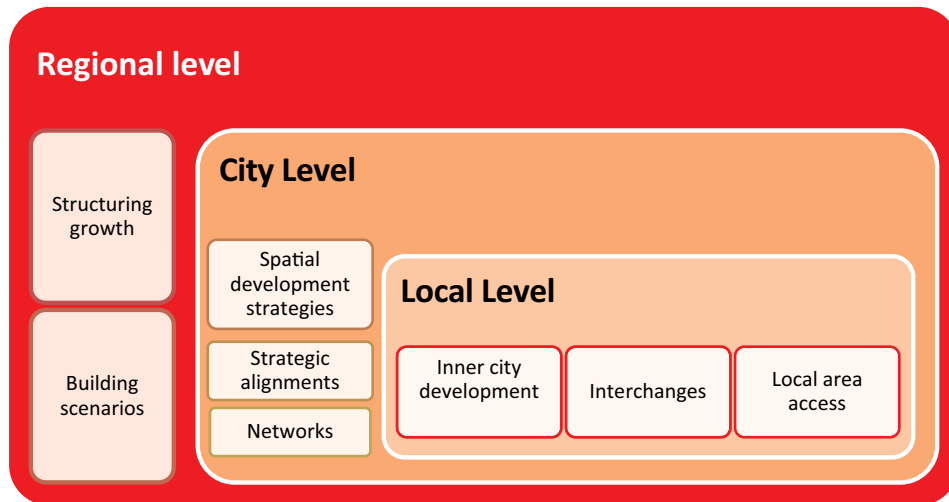 Regional level
Structuring
growth
Building
scenarios
City Level
Spatial
development
strategies
Strategic
alignments
Networks
Local Level
Inner city
development
Interchanges
Local area
access